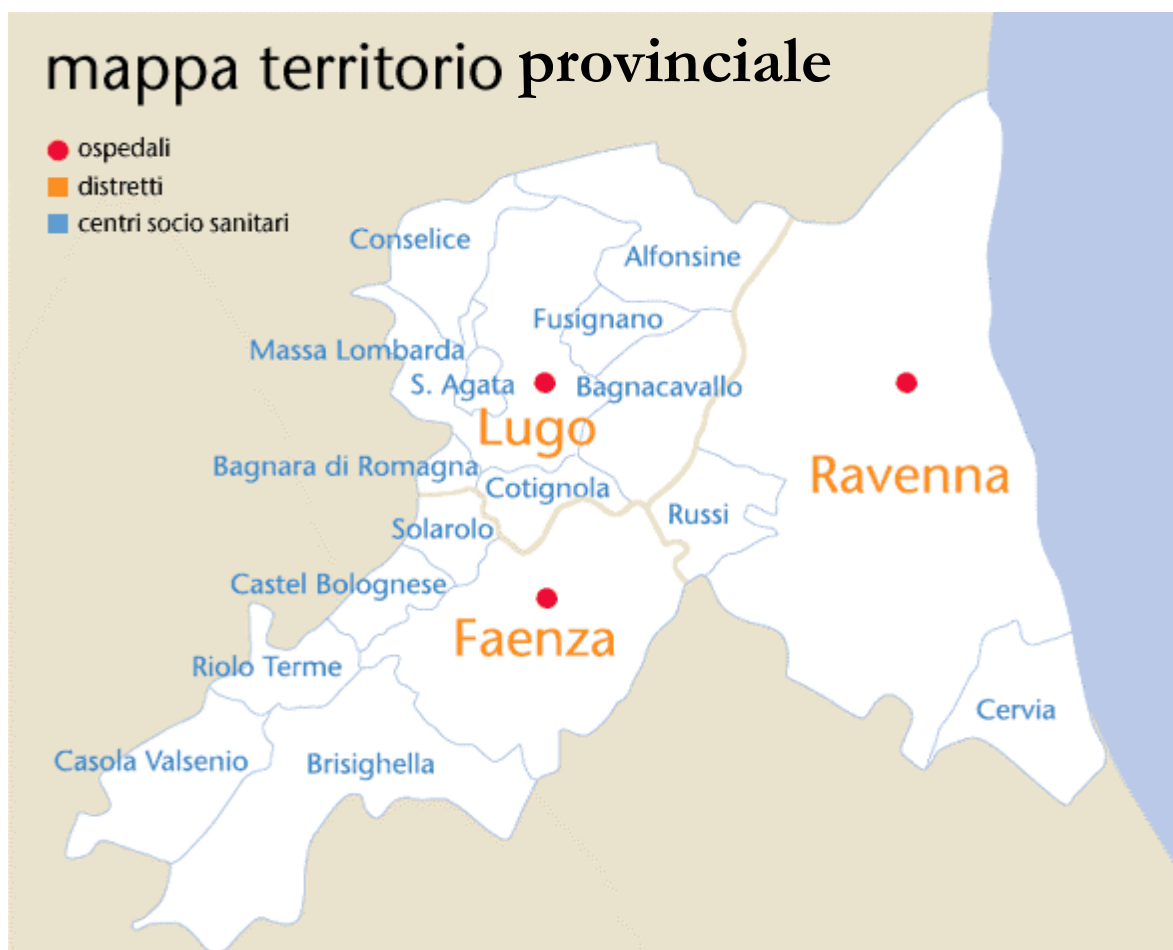 mappa territorio provinciale
ospedali
distretti
centri socio sanitari
Conselice
Alfonsine
Fusignano
Massa Lombarda
S. Agata
Bagnacavallo
Lugo
Bagnara di Romagna
Cotignola
Ravenna
Russi
Solarolo
Castel Bolognese
Faenza
Riolo Terme
Cervia
Casola Valsenio
Brisighella